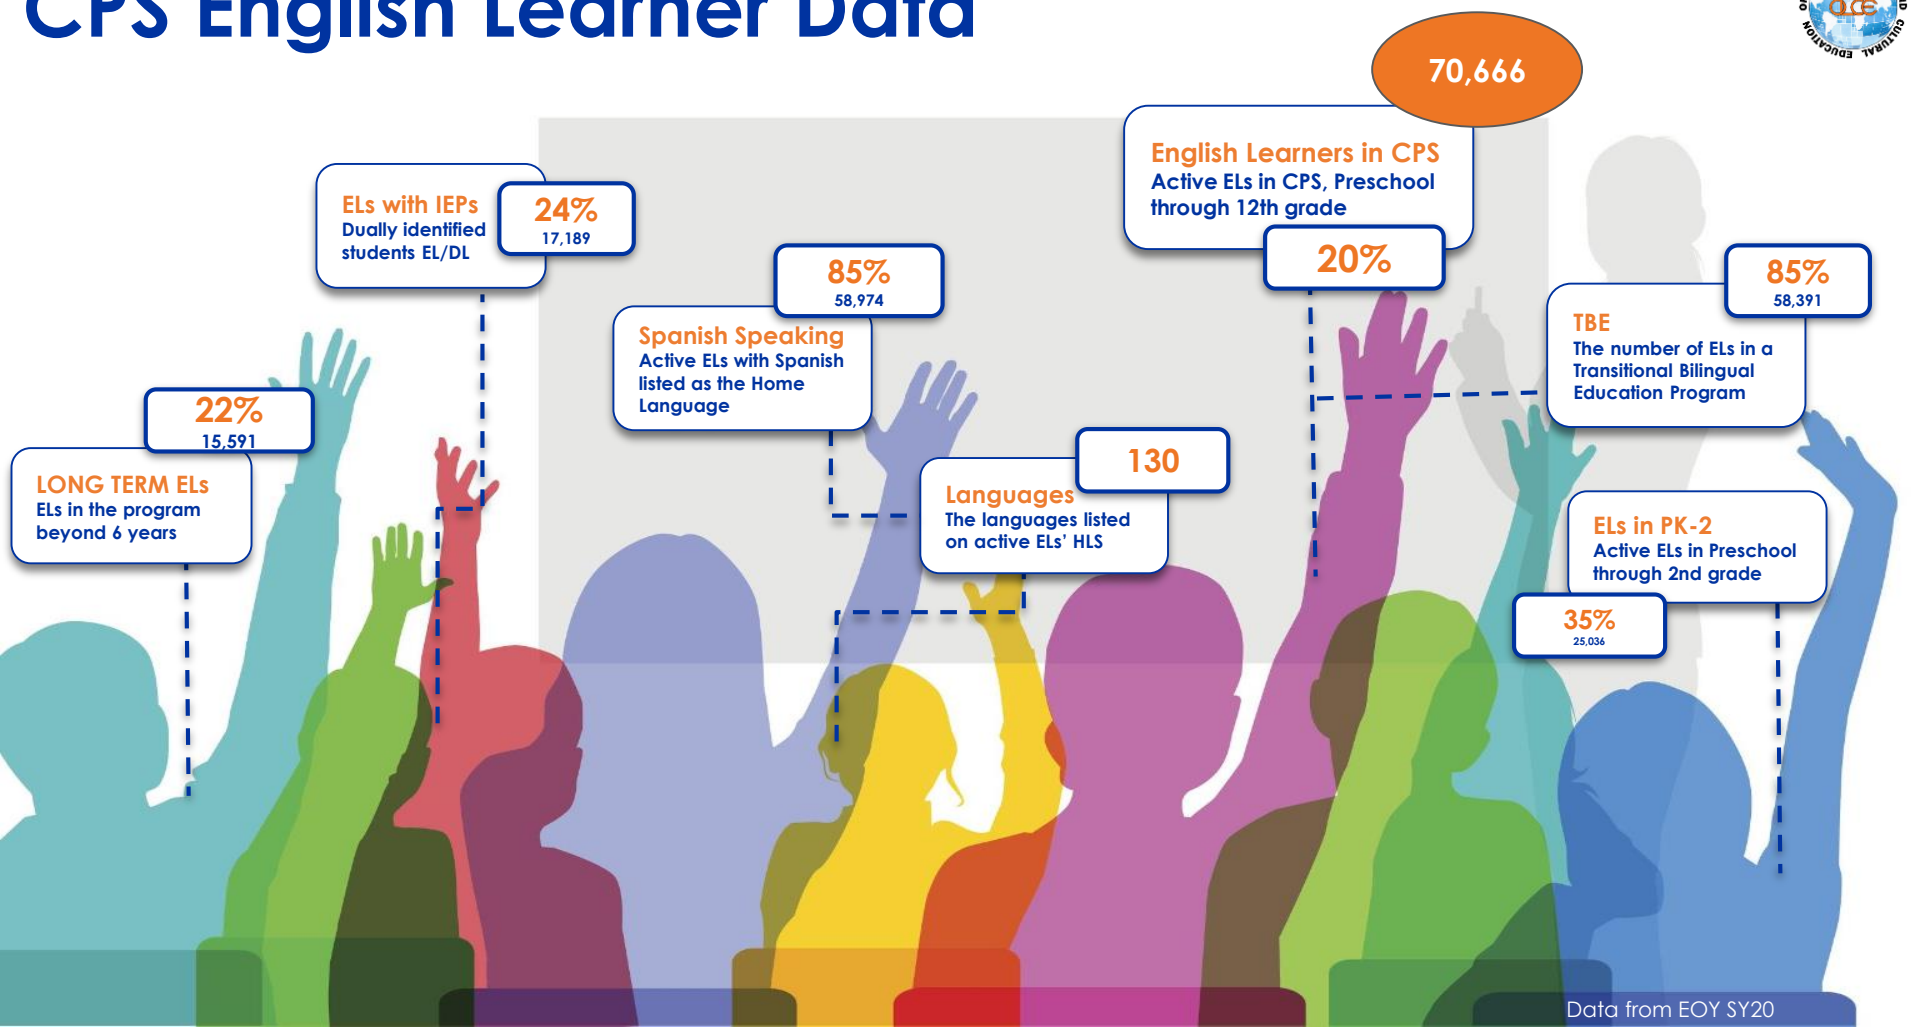 CPS English Learner Data
CULTURAL
EDUCATION
70,666
English Learners in CPS
Active ELs in CPS, Preschool
through 12th grade
20%
ELs with IEPs
Dually identified
students EL/DL
24%
17,189
85%
58,974
Spanish Speaking
Active ELs with Spanish
listed as the Home
Language
85%
58,391
TBE
The number of ELs in a
Transitional Bilingual
Education Program
22%
15,591
LONG TERM ELs
ELs in the program
beyond 6 years
130
Languages
The languages listed
on active ELs’ HLS
ELs in PK-2
Active ELs in Preschool
through 2nd grade
35%
25,036
Data from EOY SY20